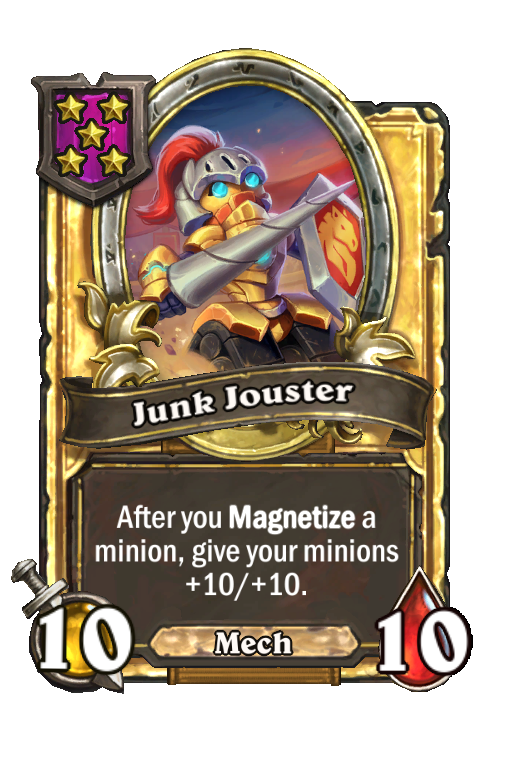 Junk Jouster
After you Magnetize a
minion, give your minions
+10/+10.
10
Mech
10